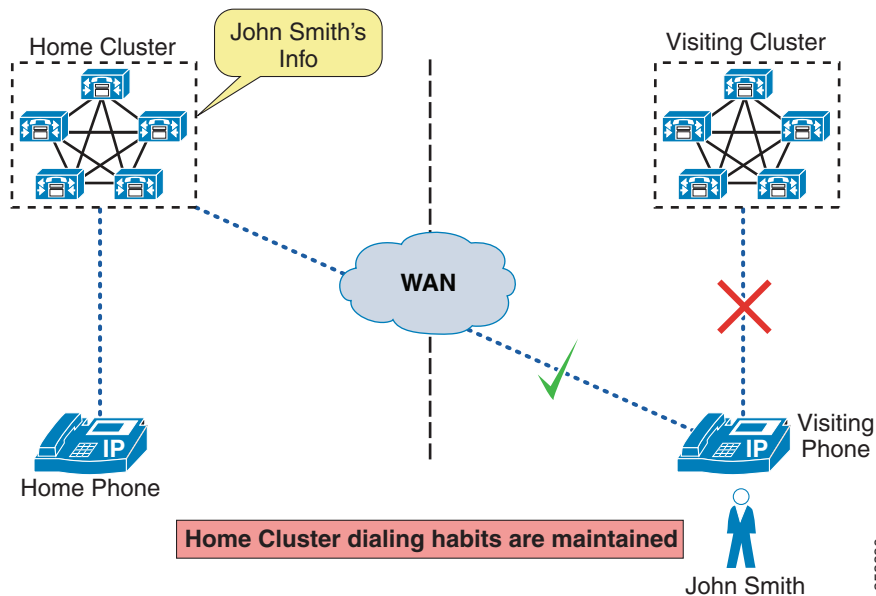 Home Cluster
John Smith's
Info
Visiting Cluster
WAN
IP
Home Phone
IP
Visiting
Phone
Home Cluster dialing habits are maintained
John Smith